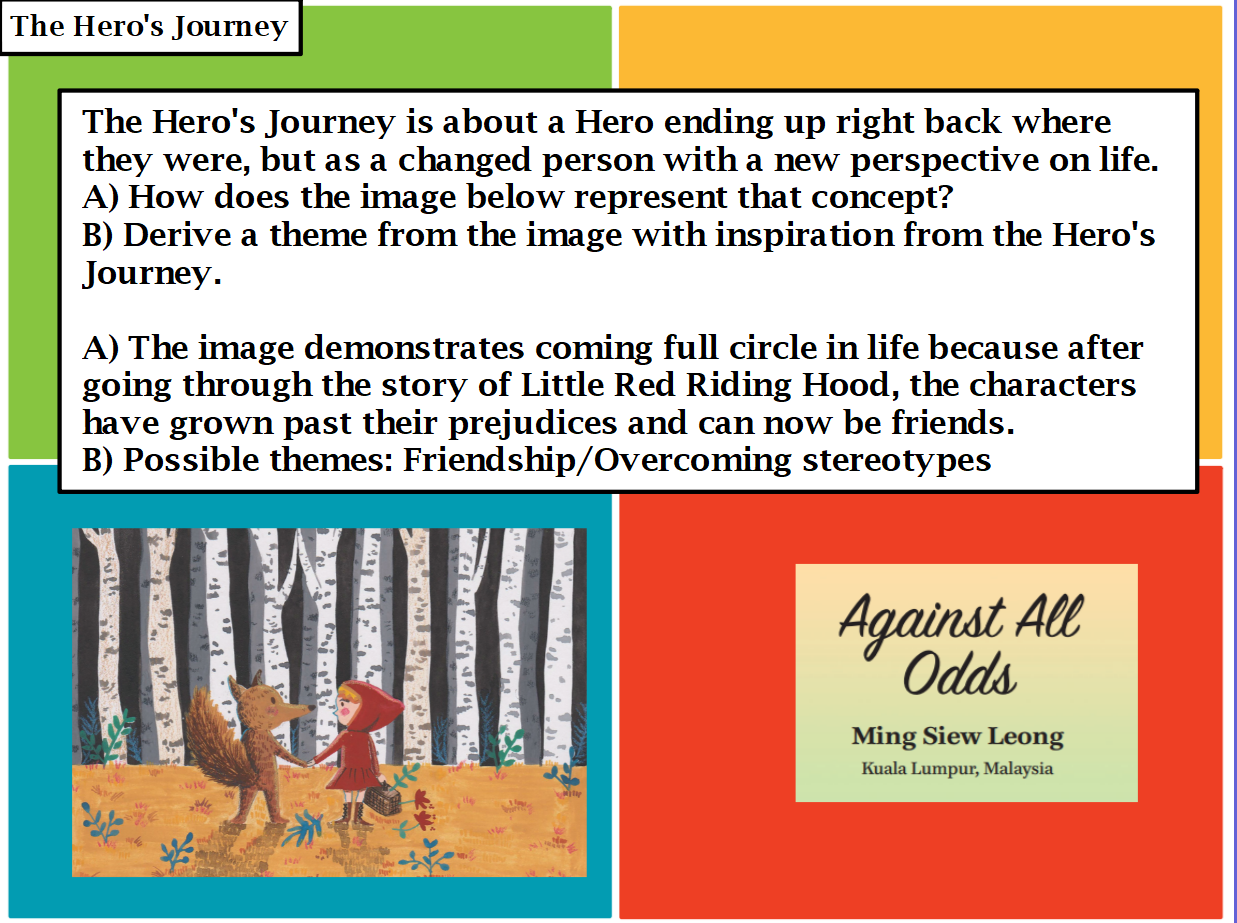 The Hero's Journey
The Hero's Journey is about a Hero ending up right back where
they were, but as a changed person with a new perspective on life.
A) How does the image below represent that concept?
B) Derive a theme from the image with inspiration from the Hero's
Journey.
A) The image demonstrates coming full circle in life because after
going through the story of Little Red Riding Hood, the characters
have grown past their prejudices and can now be friends.
B) Possible themes: Friendship/Overcoming stereotypes
Against All
Odds
Ming Siew Leong
Kuala Lumpur, Malaysia